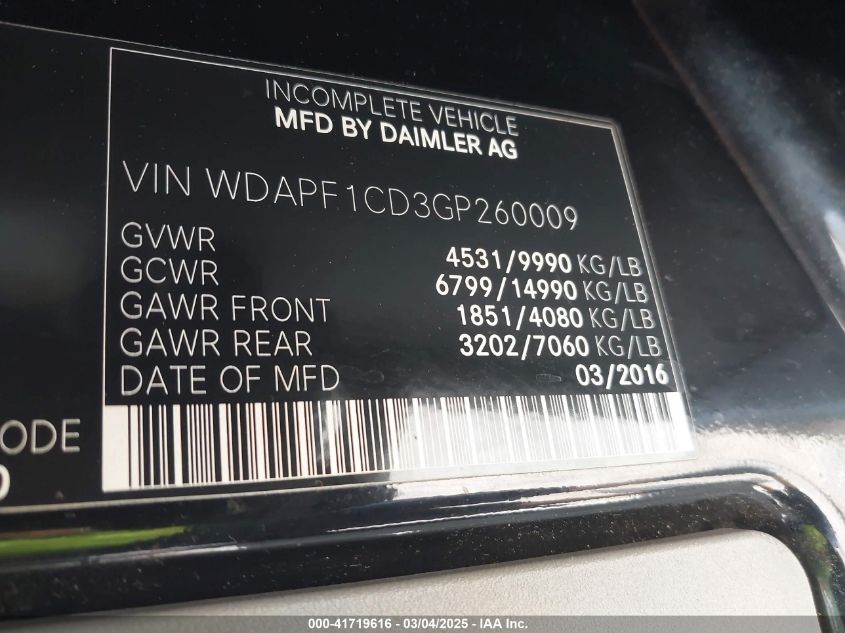 INCOMPLETE VEHICLE
MFD BY DAIMLER AG
VIN WDAPF1CD3GP260009
GVWR 4531/9990 KG/LB
GCWR 6799/14990 KG/LB
GAWR FRONT 1851/4080 KG/LB
GAWR REAR 3202/7060 KG/LB
DATE OF MFD 03/2016
ODE
000-41719616 - 03/04/2025 - IAA Inc.